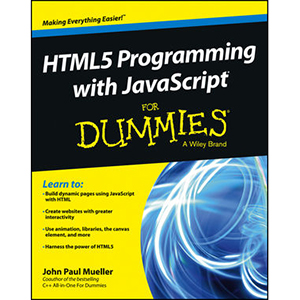 Making Everything Easier!™
HTML5 Programming
with JavaScript®
FOR
DUMMIES®
A Wiley Brand
Learn to:
• Build dynamic pages using JavaScript
with HTML
• Create websites with greater
interactivity
• Use animation, libraries, the canvas
element, and more
• Harness the power of HTML5
John Paul Mueller
Coauthor of the bestselling
C++ All-in-One For Dummies